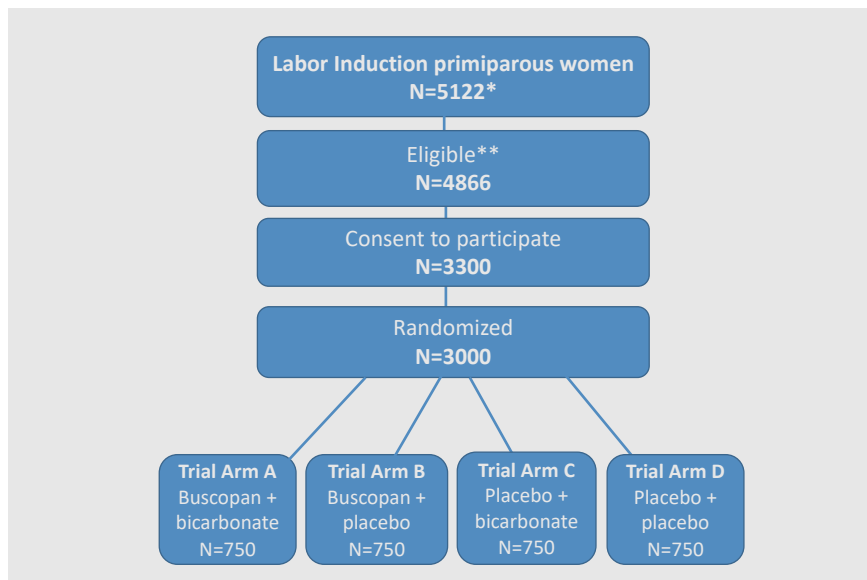 Labor Induction primiparous women
N=5122*
Eligible**
N=4866
Consent to participate
N=3300
Randomized
N=3000
Trial Arm A
Buscopan +
bicarbonate
N=750
Trial Arm B
Buscopan +
placebo
N=750
Trial Arm C
Placebo +
bicarbonate
N=750
Trial Arm D
Placebo +
placebo
N=750